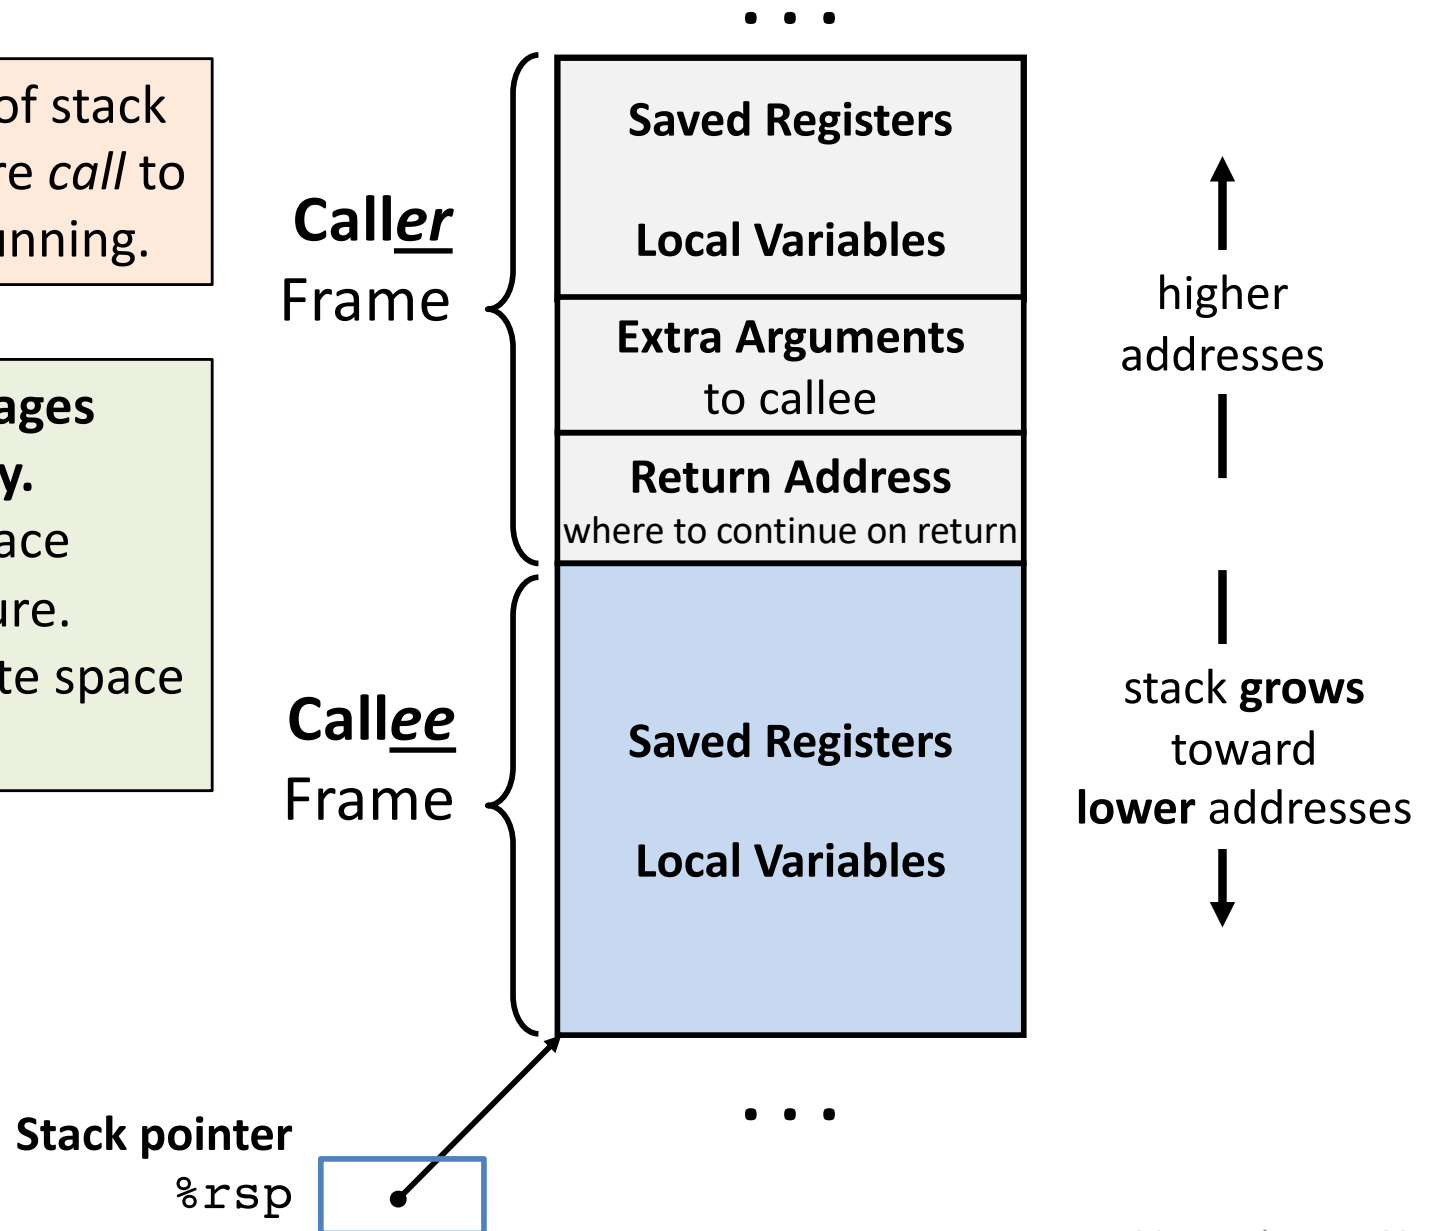 . . .
of stack
re call to
unning.
ages
y.
ace
ure.
te space
Caller
Frame
Saved Registers
Local Variables
Extra Arguments
to callee
Return Address
where to continue on return
higher
addresses
Callee
Frame
Saved Registers
Local Variables
stack grows
toward
lower addresses
. . .
Stack pointer
%rsp